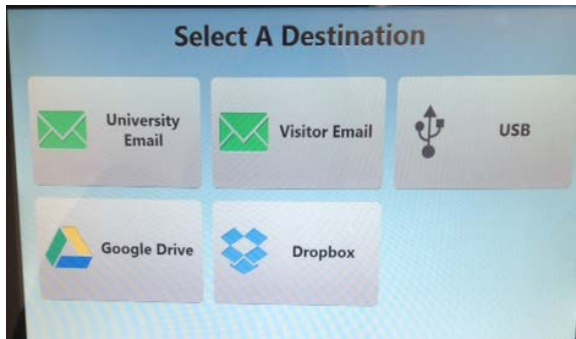 Select A Destination
University
Email
Visitor Email
USB
Google Drive
Dropbox